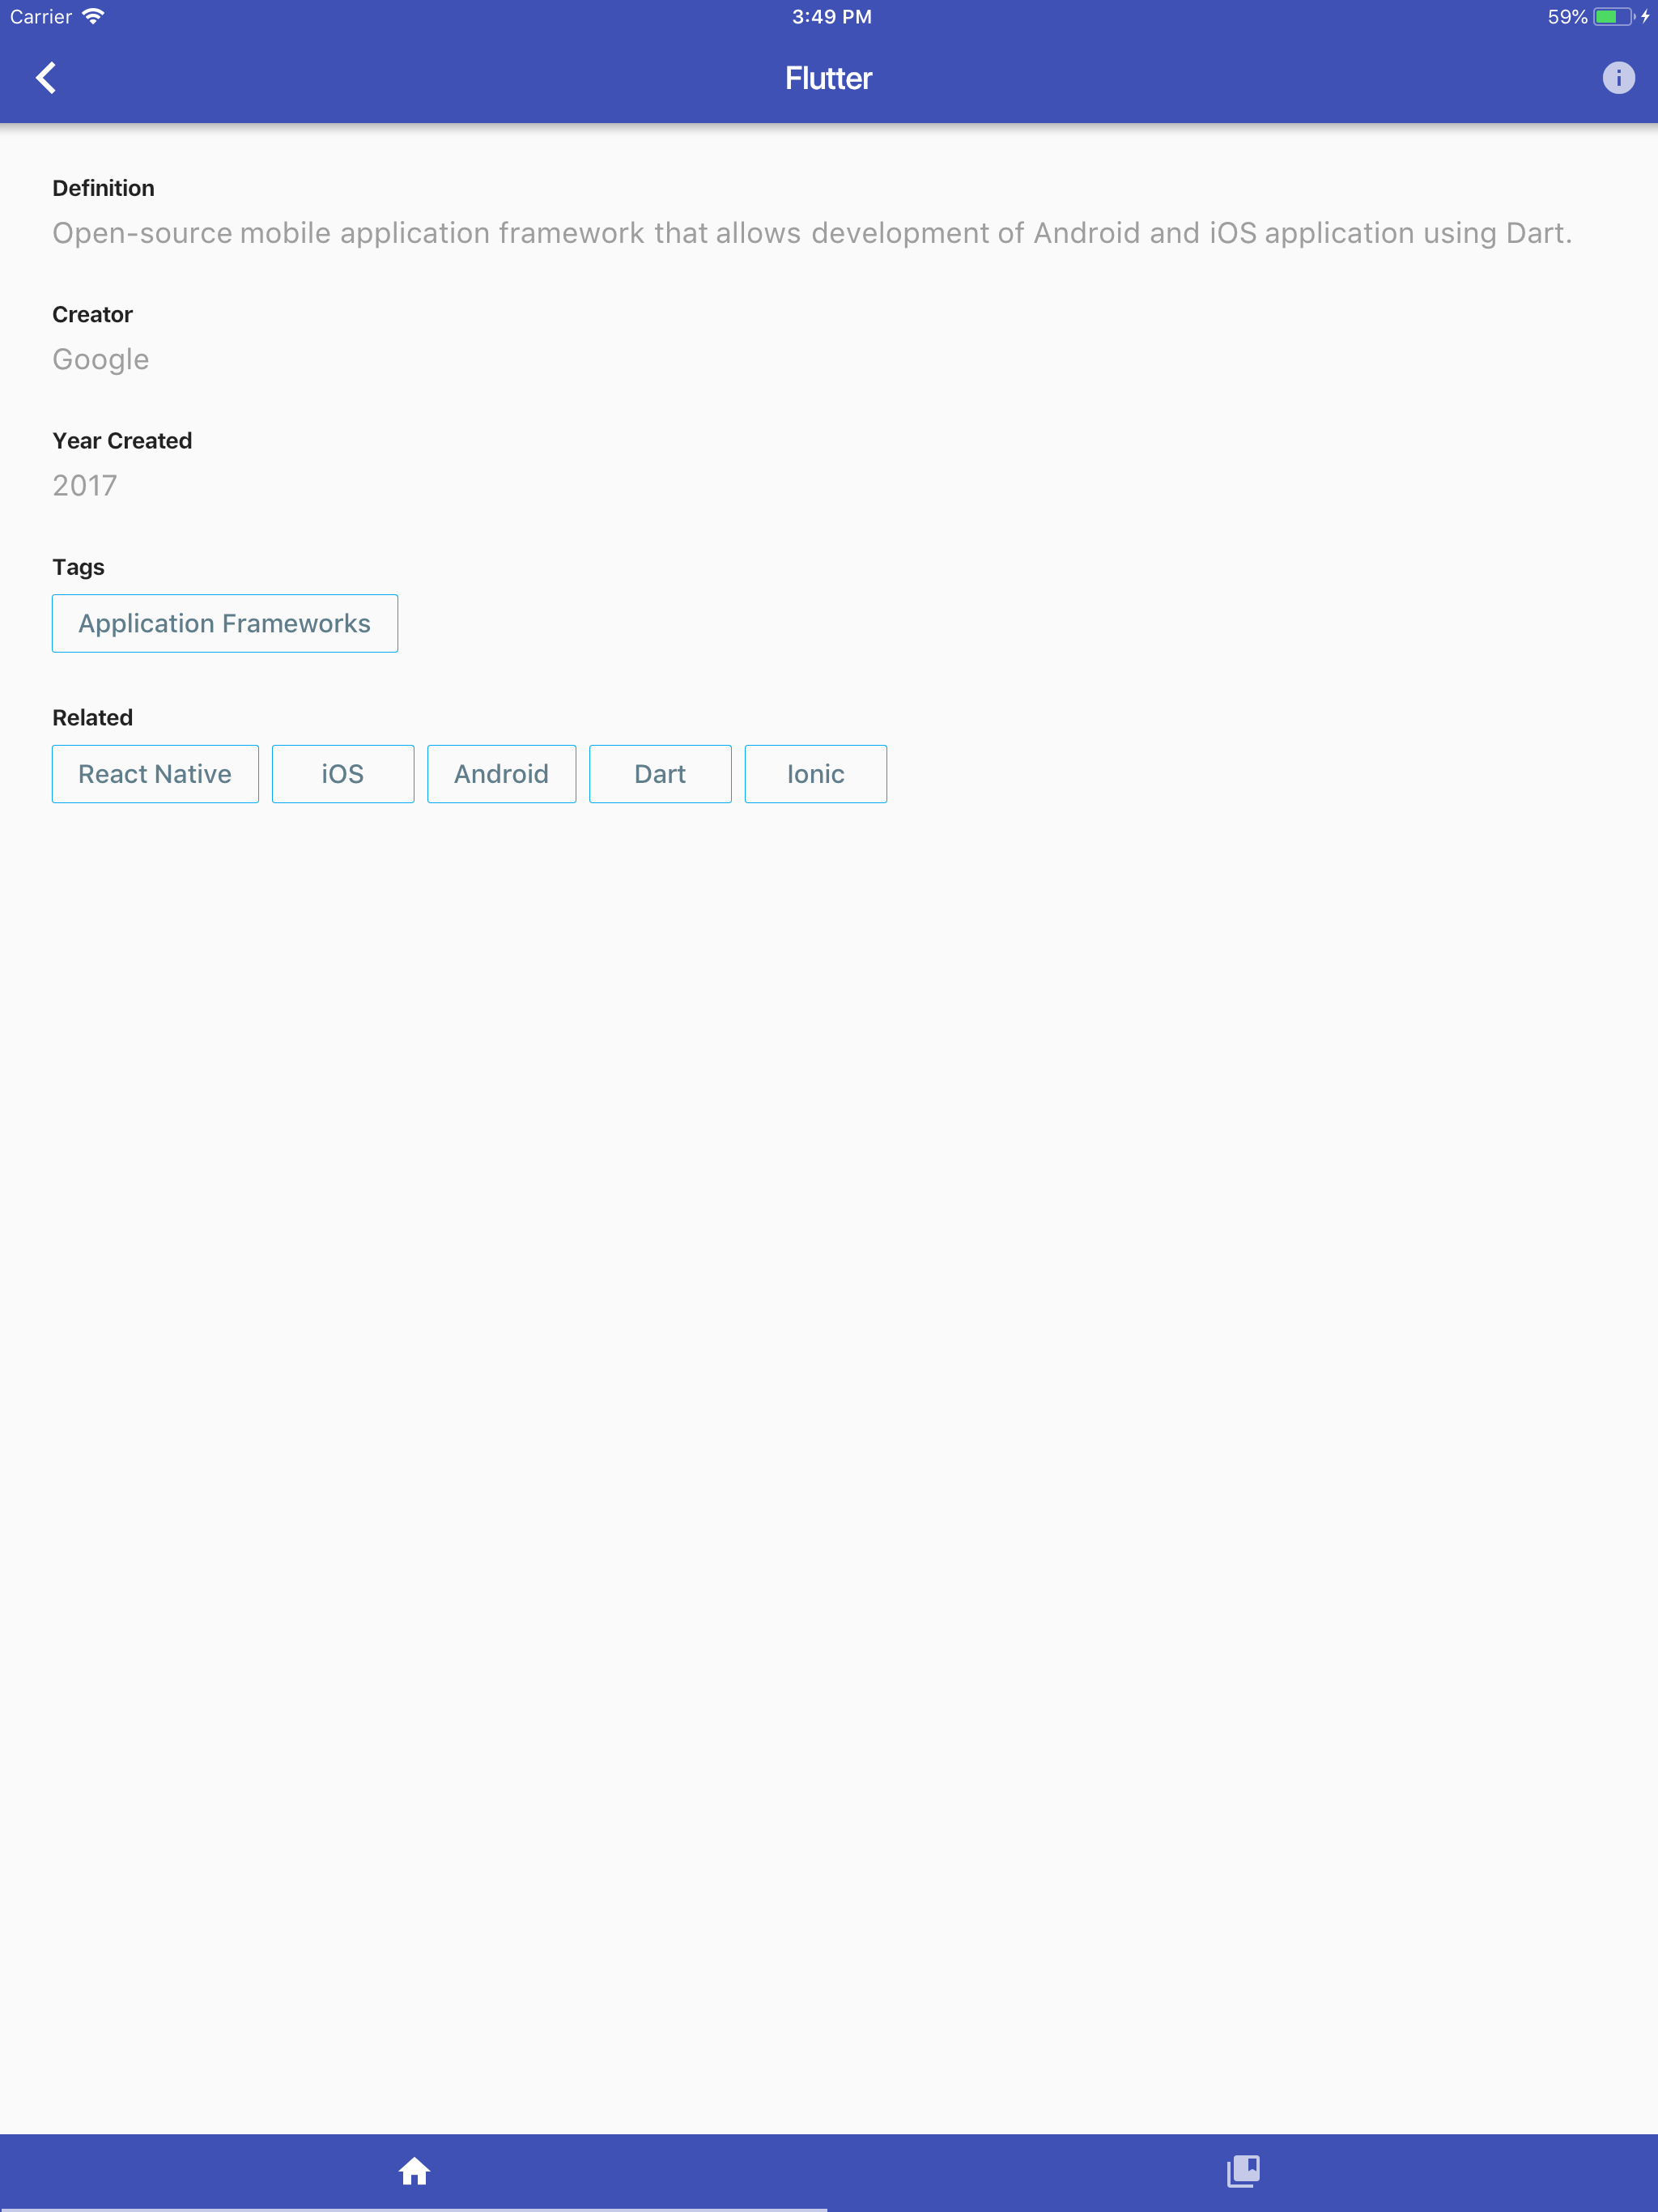 Carrier 3:49 PM 59%
Flutter
Definition
Open-source mobile application framework that allows development of Android and iOS application using Dart.
Creator
Google
Year Created
2017
Tags
Application Frameworks
Related
React Native iOS Android Dart Ionic